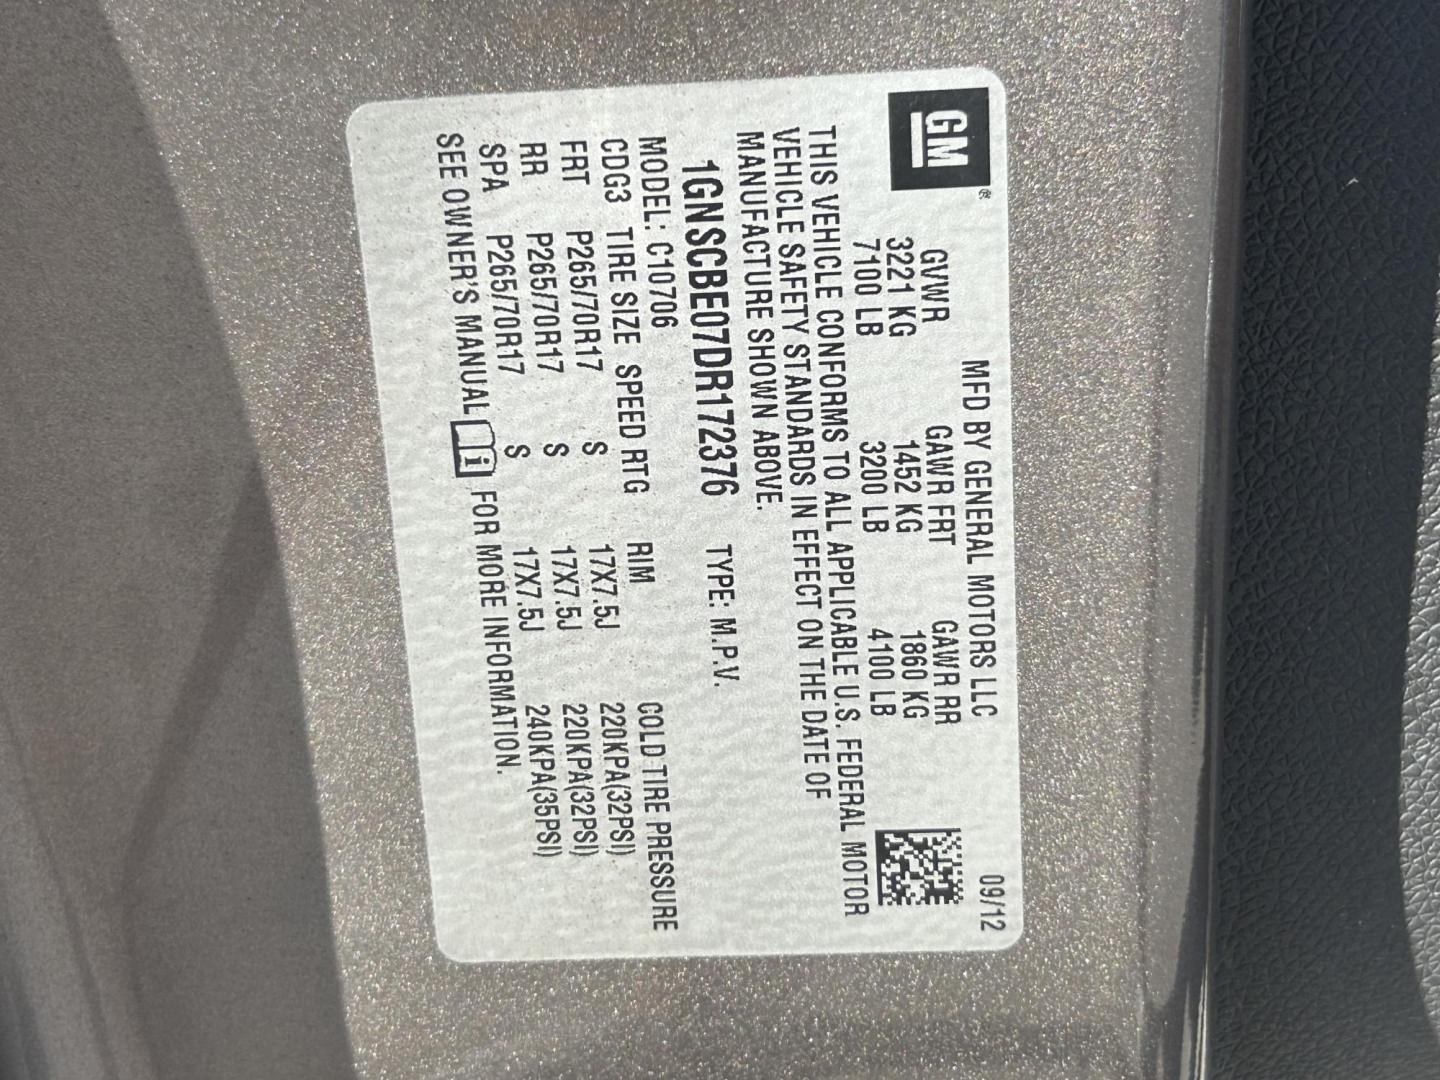 GM®
MFD BY GENERAL MOTORS LLC 09/12
GVWR GAWR FRT GAWR RR
3221 KG 1452 KG 1860 KG
7100 LB 3200 LB 4100 LB
THIS VEHICLE CONFORMS TO ALL APPLICABLE U.S. FEDERAL MOTOR
VEHICLE SAFETY STANDARDS IN EFFECT ON THE DATE OF
MANUFACTURE SHOWN ABOVE.
1GNSCBE07DR172376 TYPE: M.P.V.
MODEL: C10706
CDG3 TIRE SIZE SPEED RTG RIM COLD TIRE PRESSURE
FRT P265/70R17 S 17X7.5J 220KPA(32PSI)
RR P265/70R17 S 17X7.5J 220KPA(32PSI)
SPA P265/70R17 S 17X7.5J 240KPA(35PSI)
SEE OWNER'S MANUAL i FOR MORE INFORMATION.